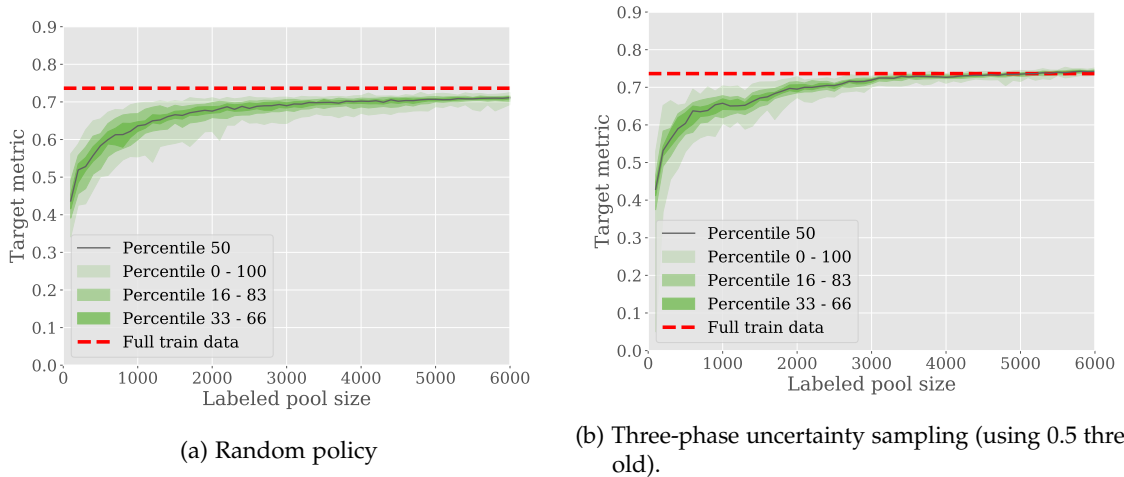 0.9
0.8
0.7
0.6
0.5
0.4
0.3
0.2
0.1
0.0
Target metric
Percentile 50
Percentile 0 - 100
Percentile 16 - 83
Percentile 33 - 66
Full train data
0 1000 2000 3000 4000 5000 6000
Labeled pool size
(a) Random policy
0.9
0.8
0.7
0.6
0.5
0.4
0.3
0.2
0.1
0.0
Target metric
Percentile 50
Percentile 0 - 100
Percentile 16 - 83
Percentile 33 - 66
Full train data
0 1000 2000 3000 4000 5000 6000
Labeled pool size
(b) Three-phase uncertainty sampling (using 0.5 thre
old).